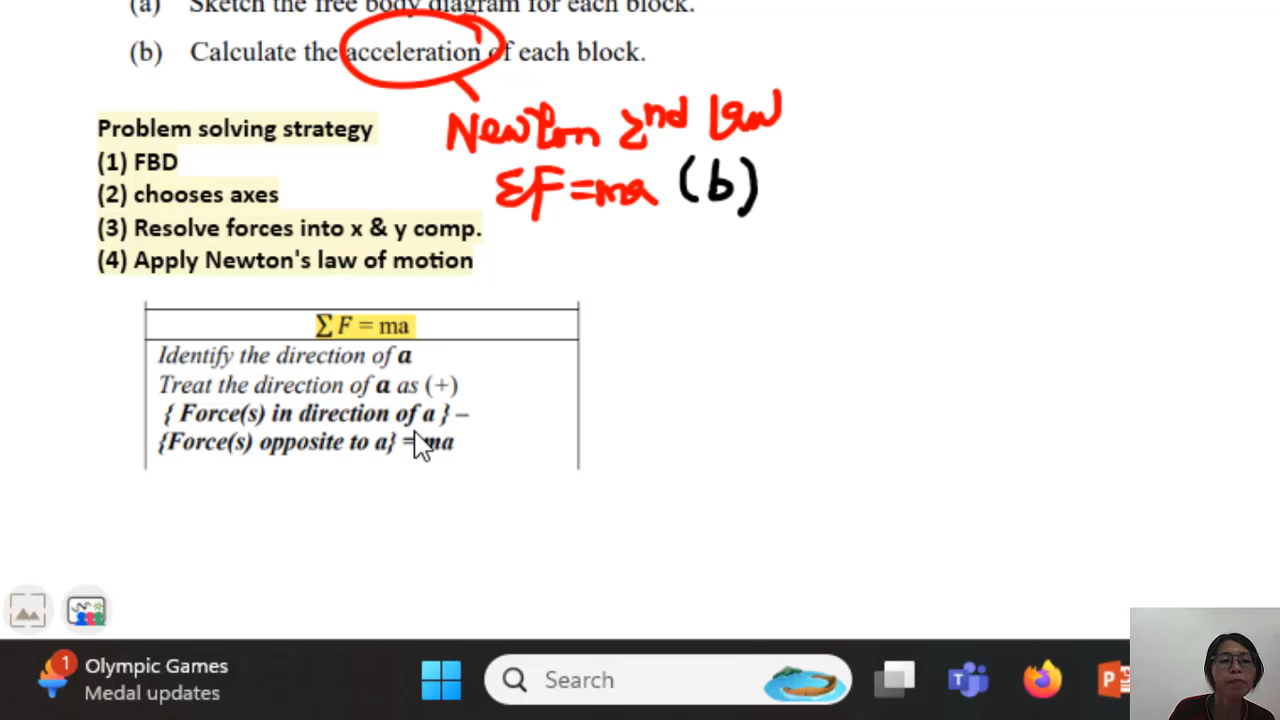 (a) Sketch the free body diagram for each block.
(b) Calculate the acceleration of each block.
Newton 2nd law
ΣF = ma (b)
Problem solving strategy
(1) FBD
(2) chooses axes
(3) Resolve forces into x & y comp.
(4) Apply Newton's law of motion
∑ F = ma
Identify the direction of a
Treat the direction of a as (+)
{ Force(s) in direction of a } –
{Force(s) opposite to a} = ma
1
Olympic Games
Medal updates
Search